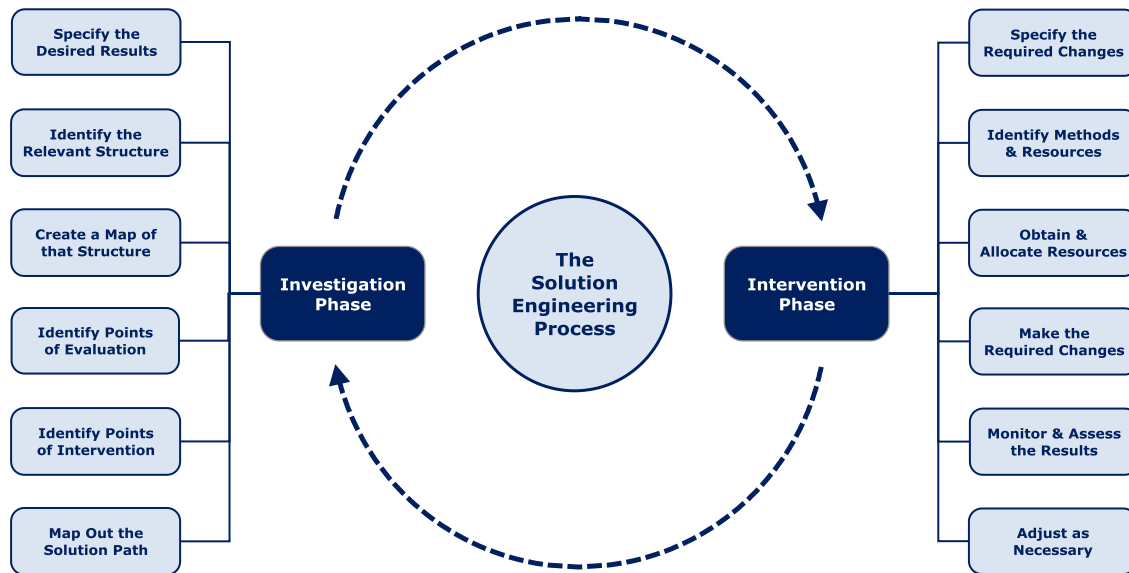 Specify the
Desired Results
Identify the
Relevant Structure
Create a Map of
that Structure
Identify Points
of Evaluation
Identify Points
of Intervention
Map Out the
Solution Path
Investigation
Phase
The
Solution
Engineering
Process
Intervention
Phase
Specify the
Required Changes
Identify Methods
& Resources
Obtain &
Allocate Resources
Make the
Required Changes
Monitor & Assess
the Results
Adjust as
Necessary